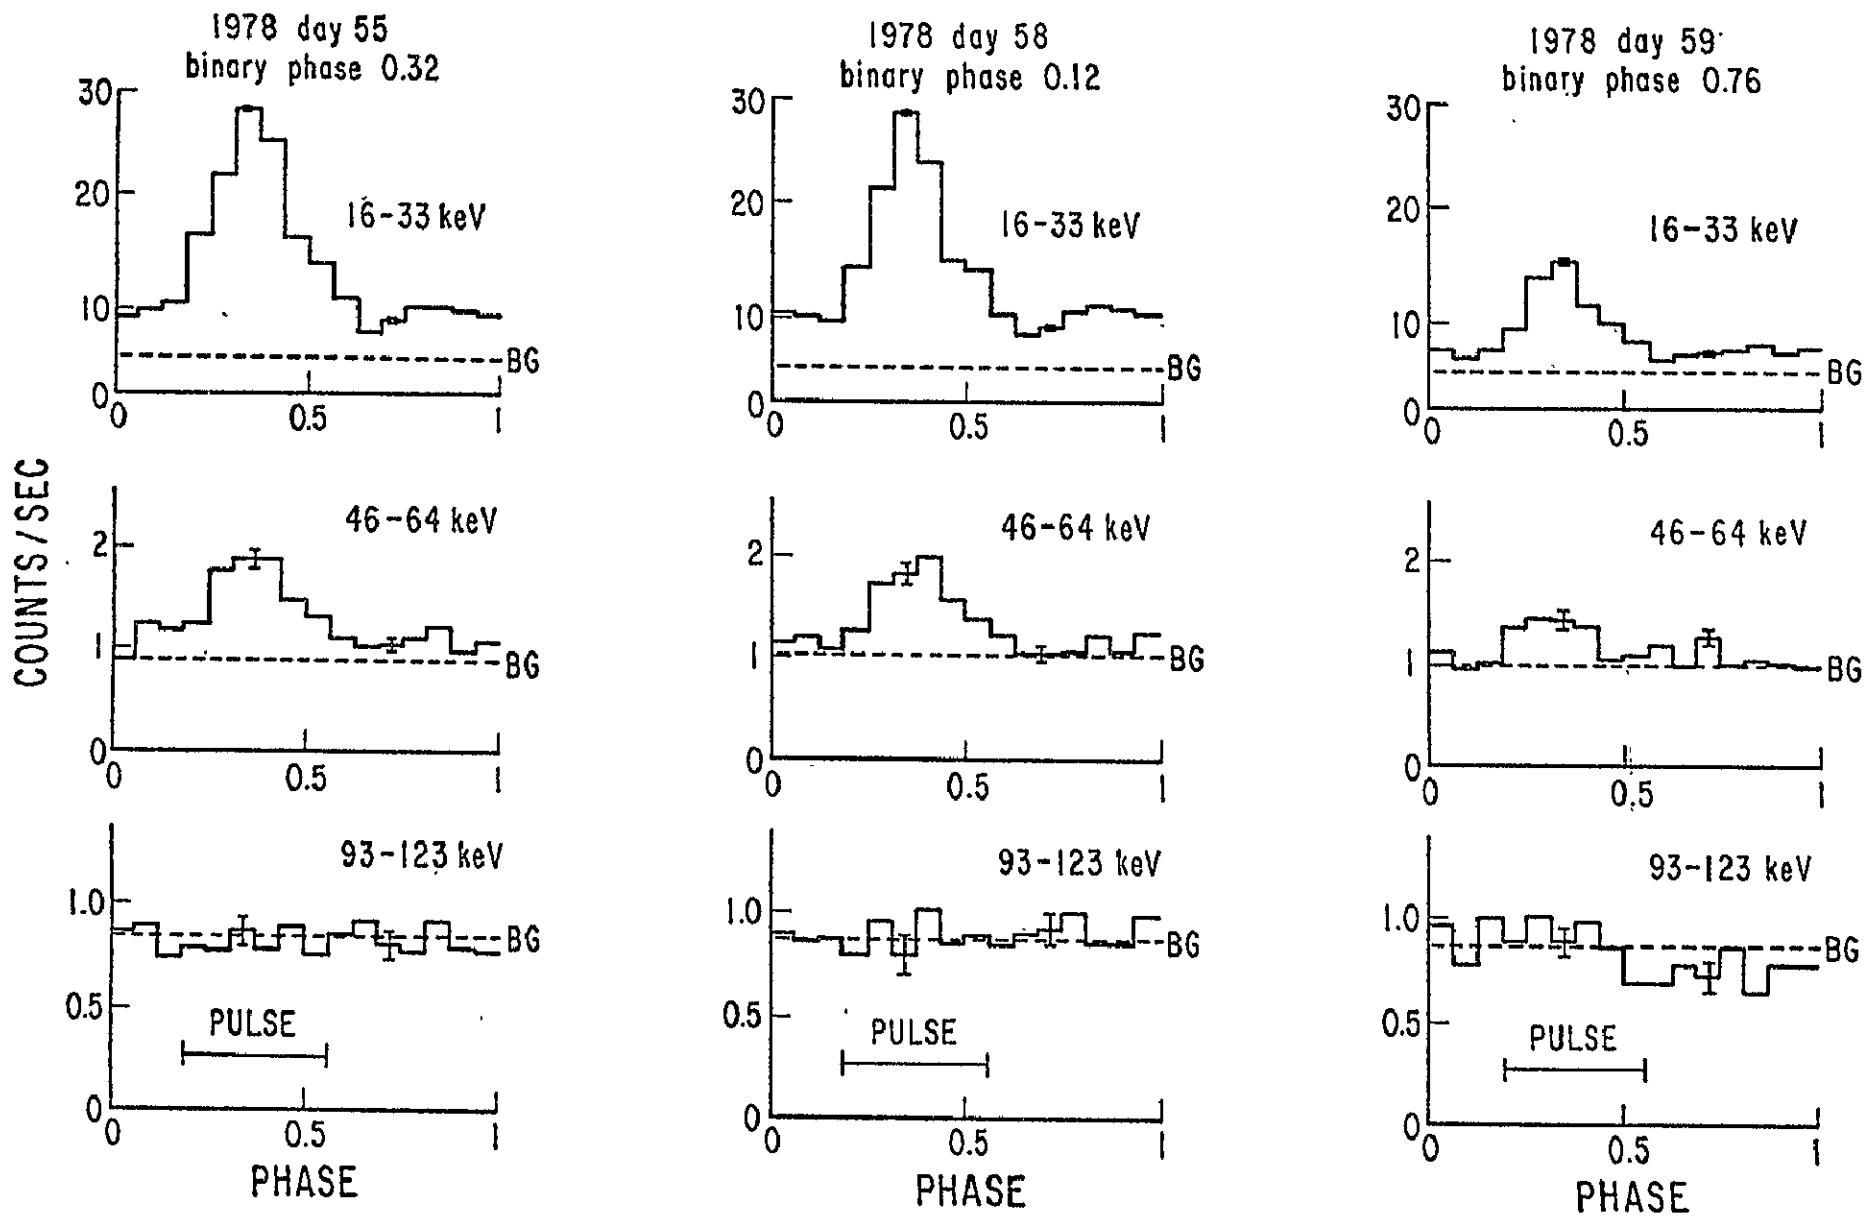 1978 day 55
binary phase 0.32
30
20
10
0
16-33 keV
BG
0
0.5
1
1978 day 58
binary phase 0.12
30
20
10
0
16-33 keV
BG
0
0.5
1
1978 day 59
binary phase 0.76
30
20
10
0
16-33 keV
BG
0
0.5
1
COUNTS/SEC
46-64 keV
2
1
0
BG
0
0.5
1
46-64 keV
2
1
0
BG
0
0.5
1
46-64 keV
2
1
0
BG
0
0.5
1
93-123 keV
1.0
0.5
0
BG
PULSE
0
0.5
1
PHASE
93-123 keV
1.0
0.5
0
BG
PULSE
0
0.5
1
PHASE
93-123 keV
1.0
0.5
0
BG
PULSE
0
0.5
1
PHASE